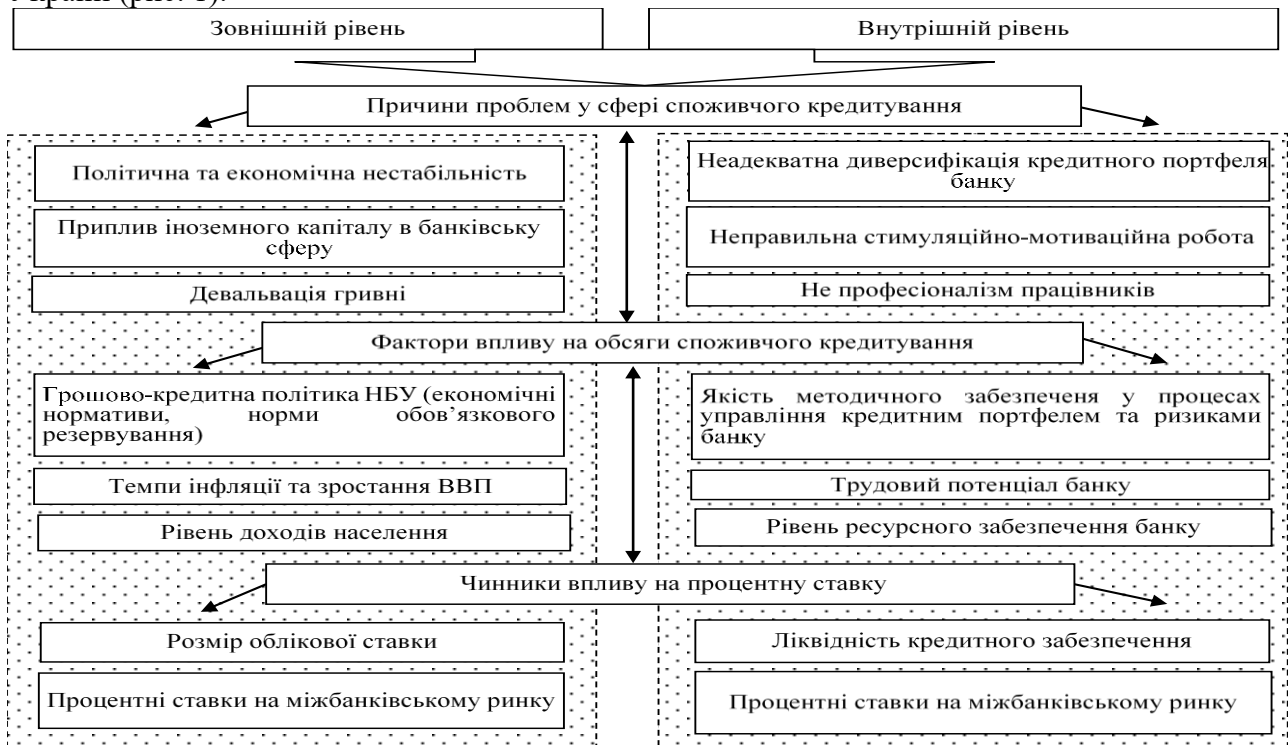 Зовнішній рівень
Внутрішній рівень
Причини проблем у сфері споживчого кредитування
Політична та економічна нестабільність
Приплив іноземного капіталу в банківську
сферу
Девальвація гривні
Неадекватна диверсифікація кредитного портфеля
банку
Неправильна стимуляційно-мотиваційна робота
Не професіоналізм працівників
Фактори впливу на обсяги споживчого кредитування
Грошово-кредитна політика НБУ (економічні
нормативи, норми обов’язкового
резервування)
Темпи інфляції та зростання ВВП
Рівень доходів населення
Якість методичного забезпеченя у процесах
управління кредитним портфелем та ризиками
банку
Трудовий потенціал банку
Рівень ресурсного забезпечення банку
Чинники впливу на процентну ставку
Розмір облікової ставки
Процентні ставки на міжбанківському ринку
Ліквідність кредитного забезпечення
Процентні ставки на міжбанківському ринку